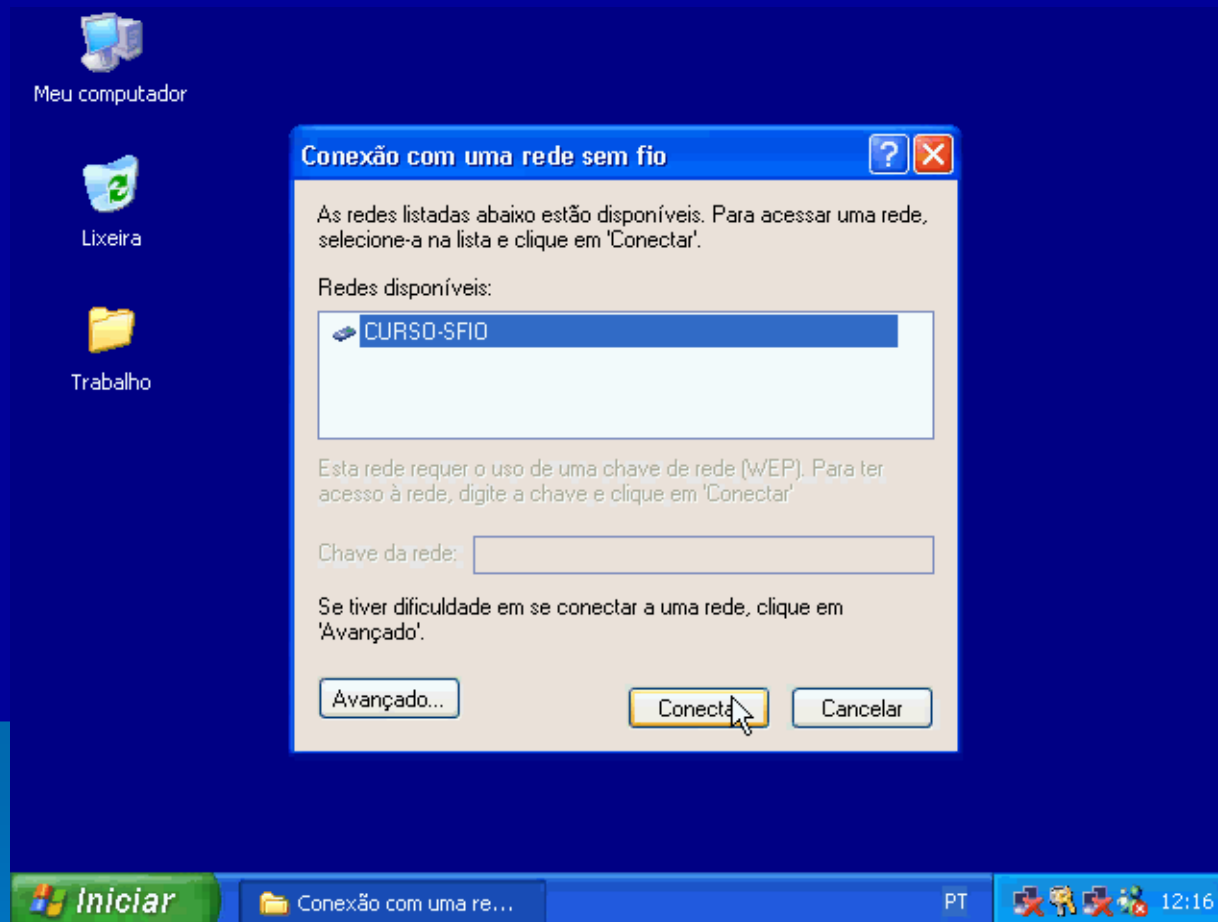 Meu computador
Lixeira
Trabalho
Conexão com uma rede sem fio
As redes listadas abaixo estão disponíveis. Para acessar uma rede,
selecione-a na lista e clique em 'Conectar'.
Redes disponíveis:
CURSO-SFIO
Esta rede requer o uso de uma chave de rede (WEP). Para ter
acesso à rede, digite a chave e clique em 'Conectar'
Chave da rede:
Se tiver dificuldade em se conectar a uma rede, clique em
'Avançado'.
Avançado...
Conectar
Cancelar
Iniciar
Conexão com uma re...
PT
12:16